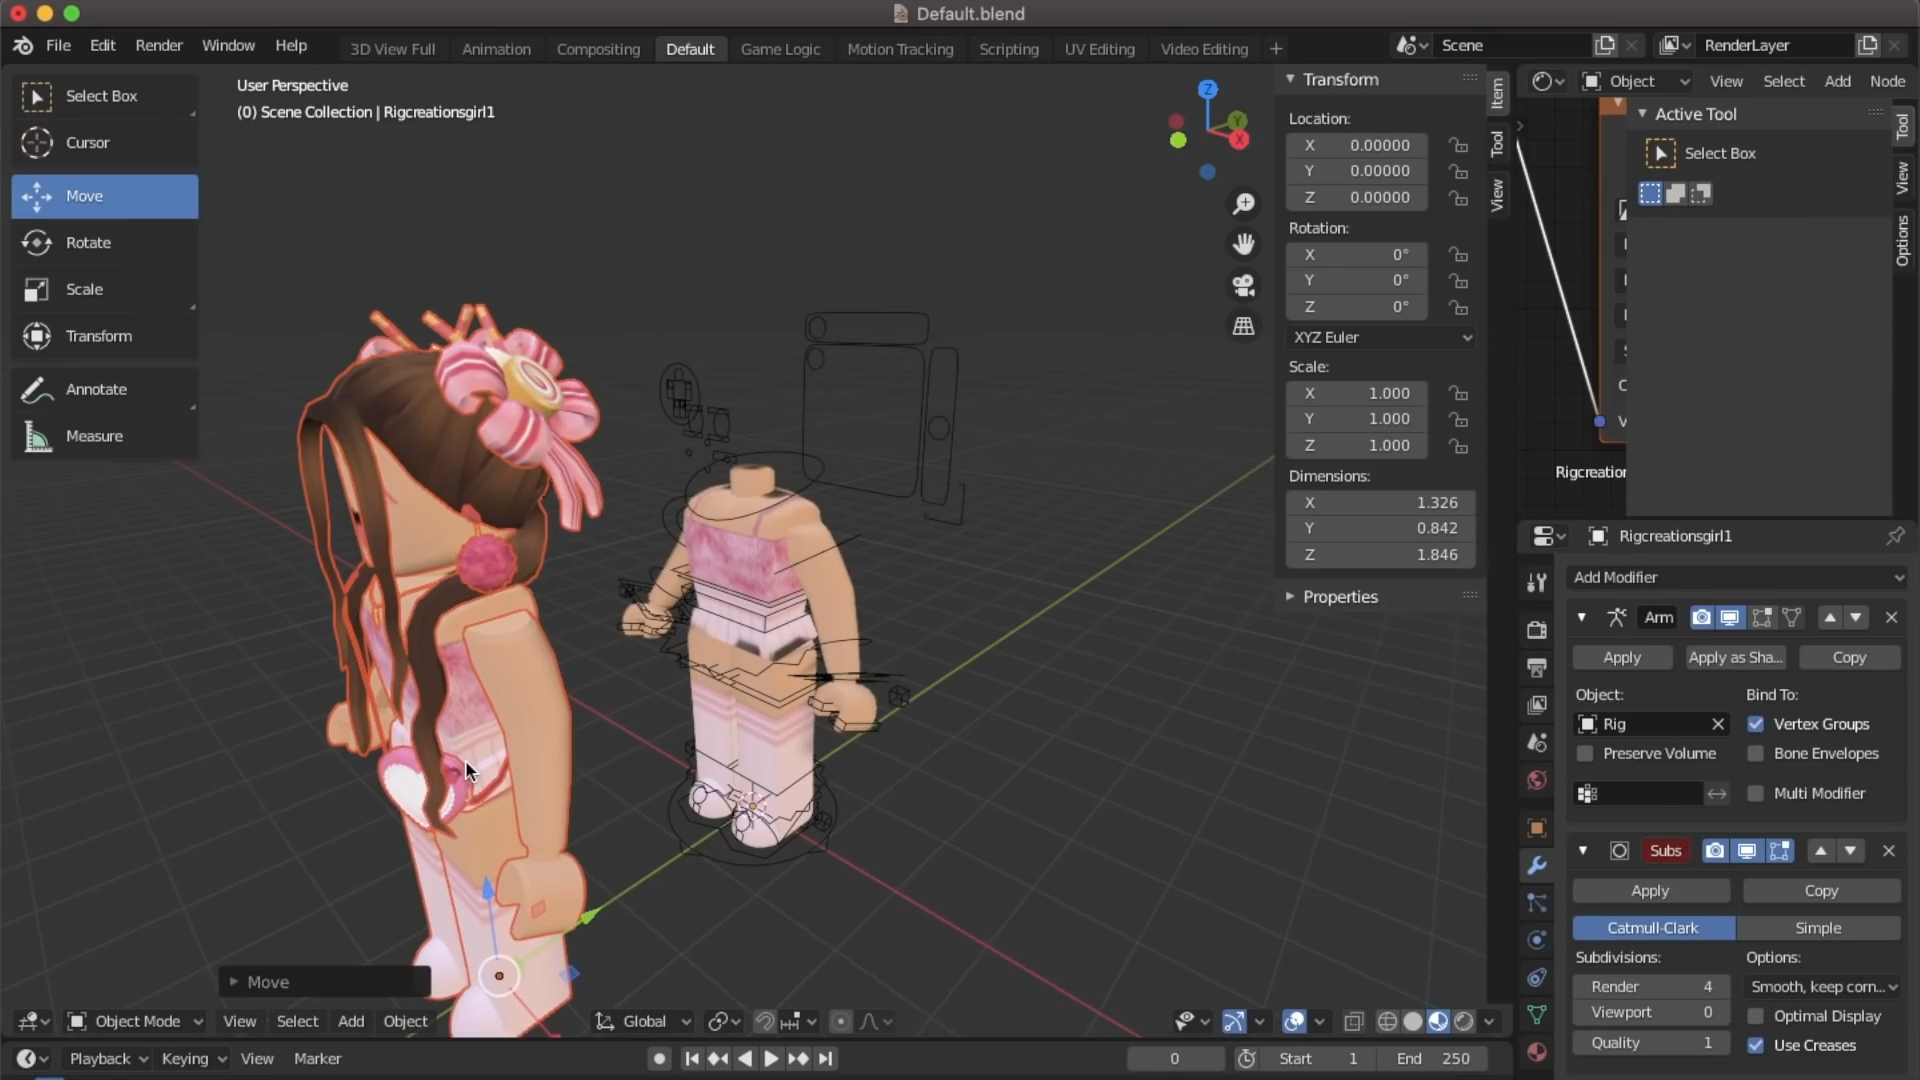 Default.blend
File Edit Render Window Help
3D View Full Animation Compositing Default Game Logic Motion Tracking Scripting UV Editing Video Editing +
Scene
RenderLayer
Select Box
Cursor
Move
Rotate
Scale
Transform
Annotate
Measure
User Perspective
(0) Scene Collection | Rigcreationsgirl1
Z
Y
X
Transform
Location:
X 0.00000
Y 0.00000
Z 0.00000
Rotation:
X 0°
Y 0°
Z 0°
XYZ Euler
Scale:
X 1.000
Y 1.000
Z 1.000
Dimensions:
X 1.326
Y 0.842
Z 1.846
Properties
Item
Tool
View
Object View Select Add Node
Active Tool
Select Box
Tool
View
Options
Rigcreation
Rigcreationsgirl1
Add Modifier
Arm
Apply Apply as Sha... Copy
Object: Bind To:
Rig Vertex Groups
Preserve Volume Bone Envelopes
Multi Modifier
Subs
Apply Copy
Catmull-Clark Simple
Subdivisions: Options:
Render 4 Smooth, keep corn...
Viewport 0 Optimal Display
Quality 1 Use Creases
Move
Object Mode View Select Add Object Global
Playback Keying View Marker 0 Start 1 End 250